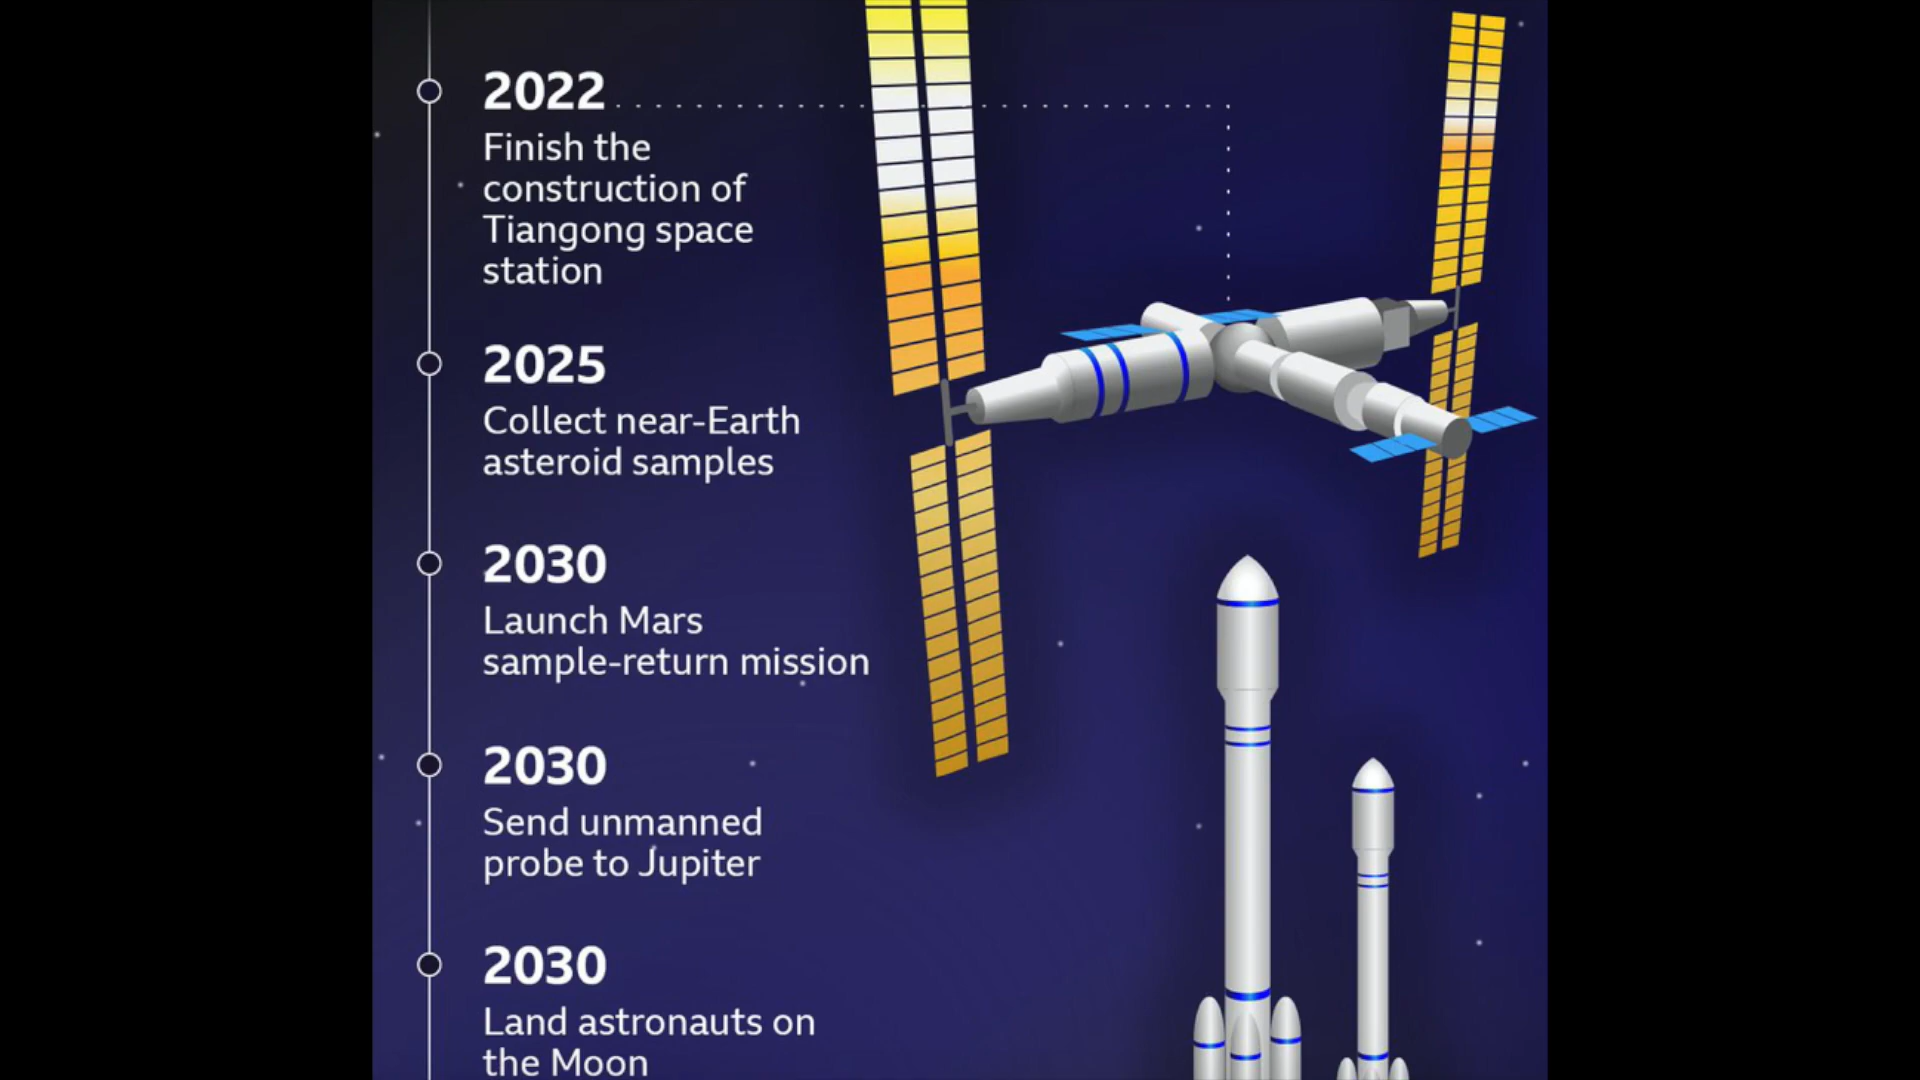 2022
Finish the
construction of
Tiangong space
station
2025
Collect near-Earth
asteroid samples
2030
Launch Mars
sample-return mission
2030
Send unmanned
probe to Jupiter
2030
Land astronauts on
the Moon